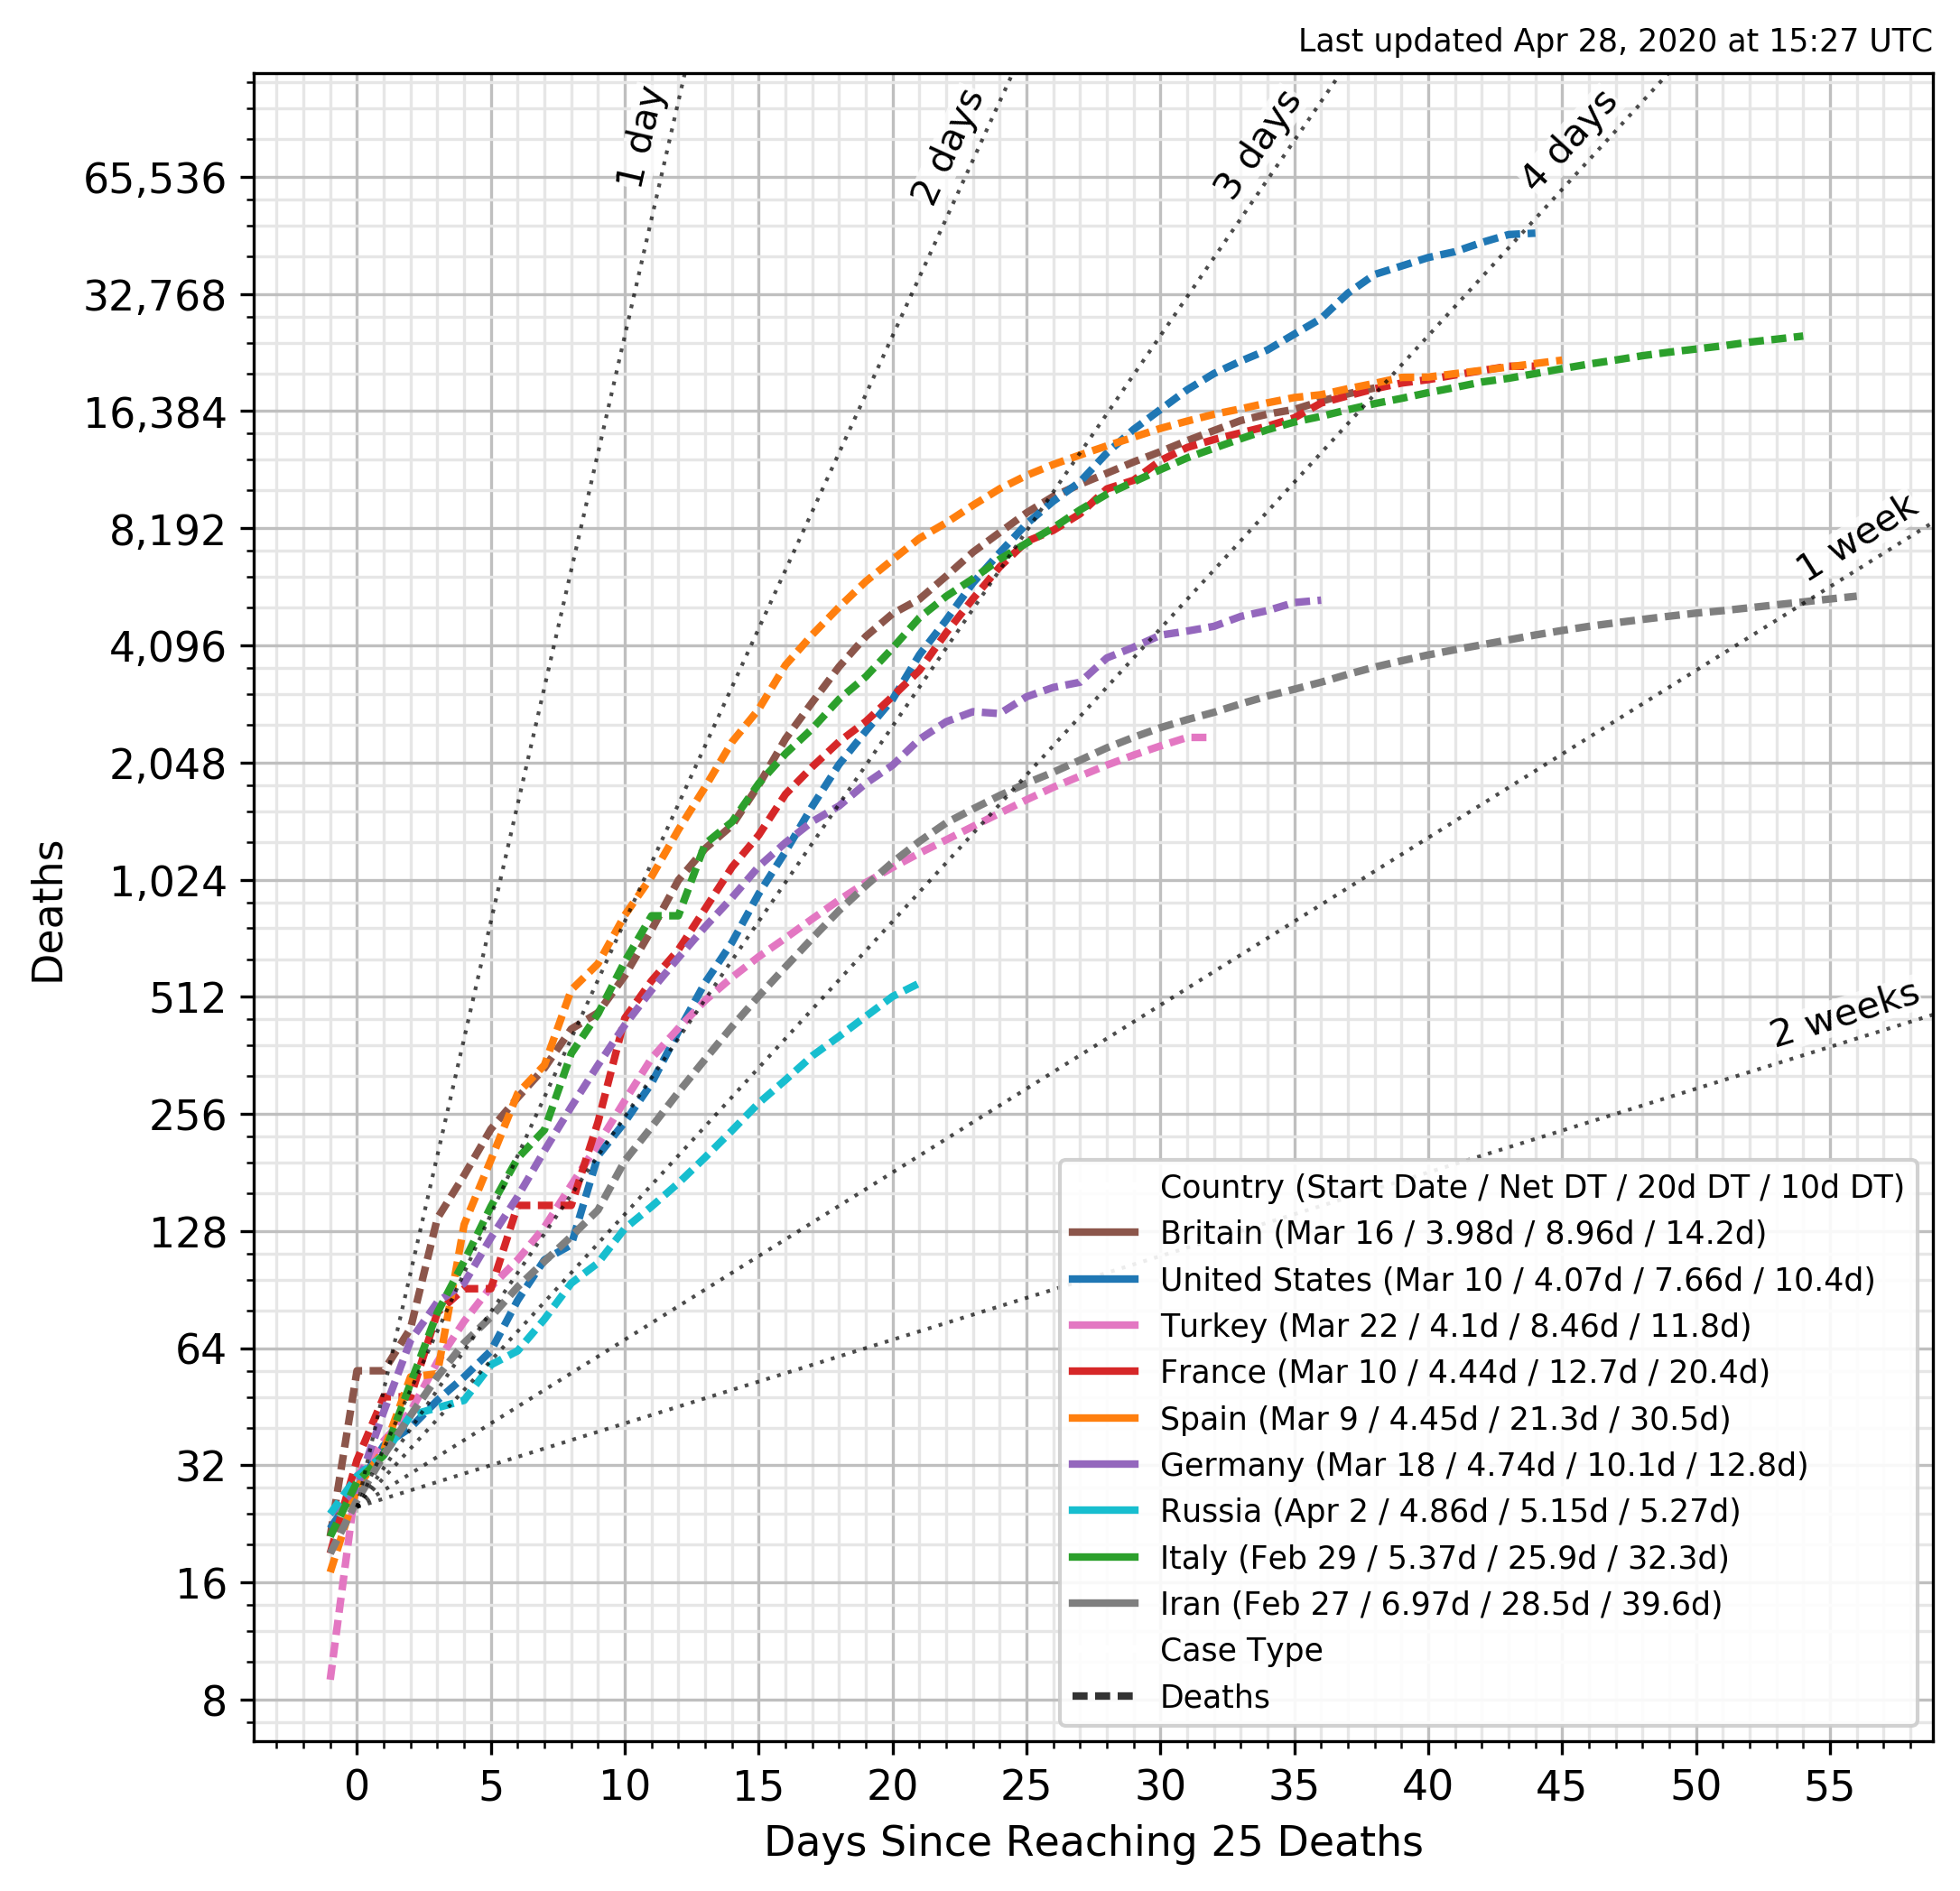 Last updated Apr 28, 2020 at 15:27 UTC
1 day
2 days
3 days
4 days
1 week
2 weeks
65,536
32,768
16,384
8,192
4,096
2,048
1,024
512
256
128
64
32
16
8
Deaths
Country (Start Date / Net DT / 20d DT / 10d DT)
Britain (Mar 16 / 3.98d / 8.96d / 14.2d)
United States (Mar 10 / 4.07d / 7.66d / 10.4d)
Turkey (Mar 22 / 4.1d / 8.46d / 11.8d)
France (Mar 10 / 4.44d / 12.7d / 20.4d)
Spain (Mar 9 / 4.45d / 21.3d / 30.5d)
Germany (Mar 18 / 4.74d / 10.1d / 12.8d)
Russia (Apr 2 / 4.86d / 5.15d / 5.27d)
Italy (Feb 29 / 5.37d / 25.9d / 32.3d)
Iran (Feb 27 / 6.97d / 28.5d / 39.6d)
Case Type
Deaths
0 5 10 15 20 25 30 35 40 45 50 55
Days Since Reaching 25 Deaths